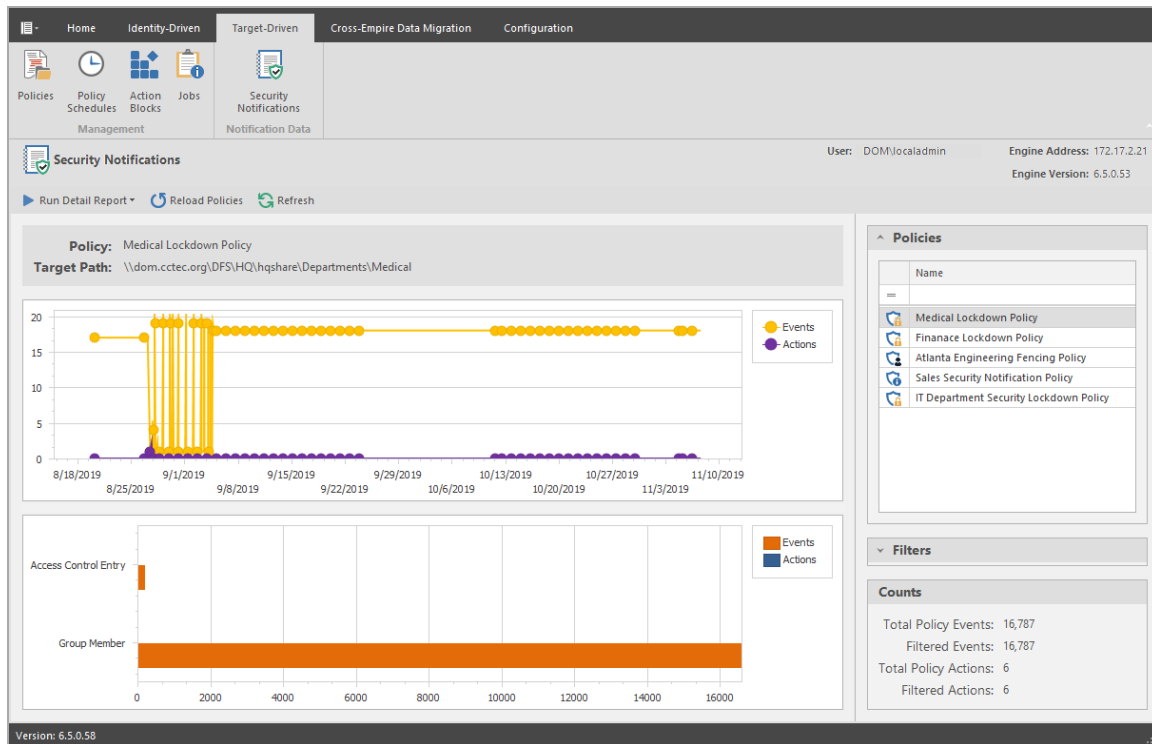 Home Identity-Driven Target-Driven Cross-Empire Data Migration Configuration
Policies Policy Schedules Action Blocks Jobs Security Notifications
Management Notification Data
Security Notifications
User: DOM\localadmin Engine Address: 172.17.2.21
Engine Version: 6.5.0.53
Run Detail Report Reload Policies Refresh
Policy: Medical Lockdown Policy
Target Path: \\dom.cctec.org\DFS\HQ\hqshare\Departments\Medical
20
15
10
5
0
8/18/2019 9/1/2019 9/15/2019 9/29/2019 10/13/2019 10/27/2019 11/10/2019
8/25/2019 9/8/2019 9/22/2019 10/6/2019 10/20/2019 11/3/2019
Events
Actions
Access Control Entry
Group Member
0 2000 4000 6000 8000 10000 12000 14000 16000
Events
Actions
Policies
Name
=
Medical Lockdown Policy
Finanace Lockdown Policy
Atlanta Engineering Fencing Policy
Sales Security Notification Policy
IT Department Security Lockdown Policy
Filters
Counts
Total Policy Events: 16,787
Filtered Events: 16,787
Total Policy Actions: 6
Filtered Actions: 6
Version: 6.5.0.58